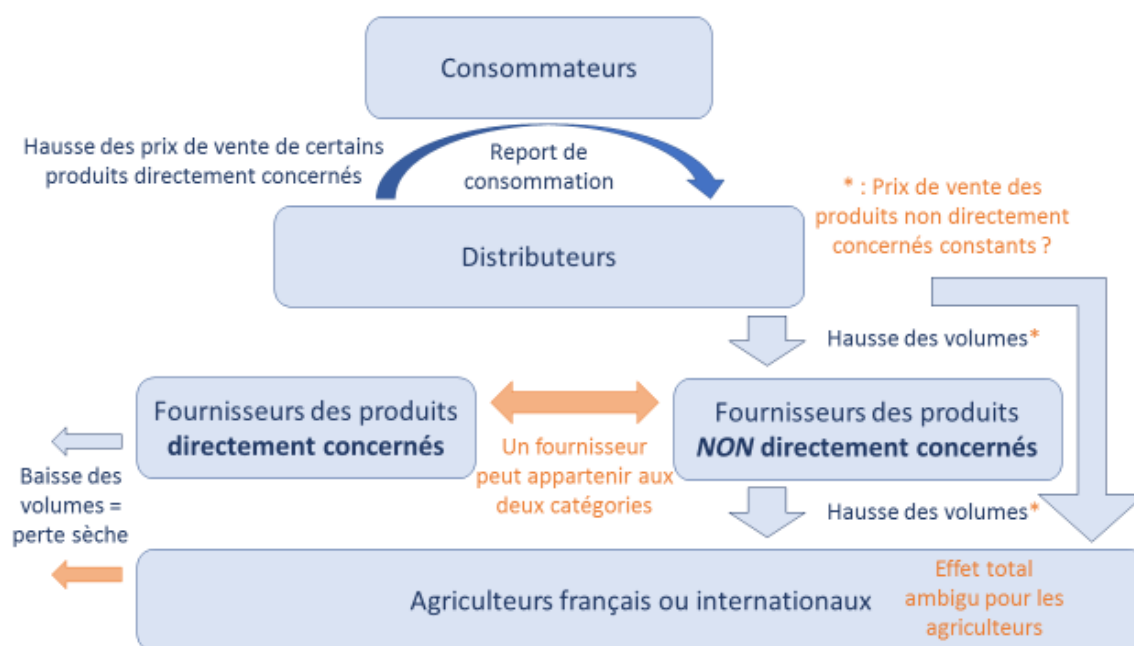 Consommateurs
Hausse des prix de vente de certains
produits directement concernés
Report de
consommation
* : Prix de vente des
produits non directement
concernés constants ?
Distributeurs
Hausse des volumes*
Fournisseurs des produits
directement concernés
Un fournisseur
peut appartenir aux
deux catégories
Fournisseurs des produits
NON directement concernés
Baisse des
volumes =
perte sèche
Hausse des volumes*
Agriculteurs français ou internationaux
Effet total
ambigu pour les
agriculteurs